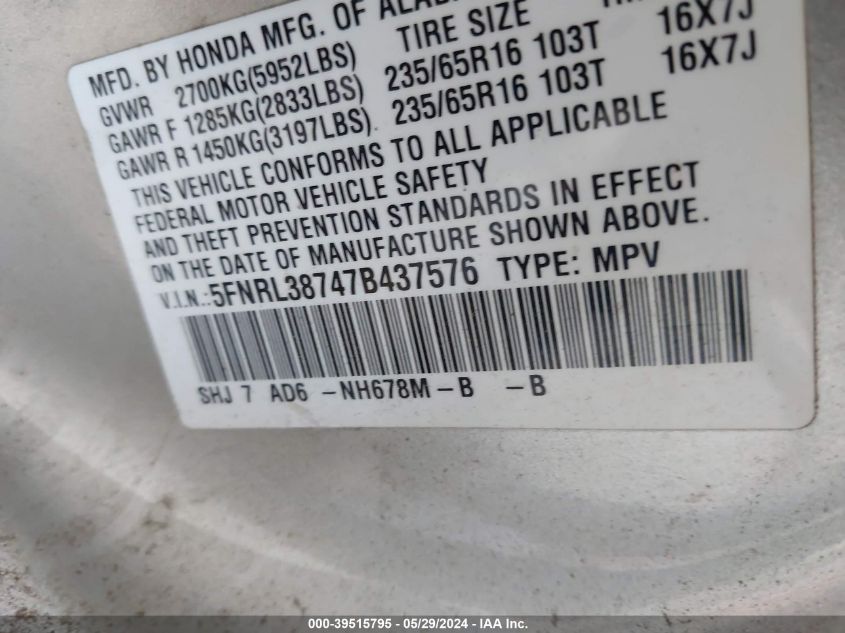 MFD. BY HONDA MFG. OF
GVWR 2700KG(5952LBS) TIRE SIZE
GAWR F 1285KG(2833LBS) 235/65R16 103T 16X7J
GAWR R 1450KG(3197LBS) 235/65R16 103T 16X7J
THIS VEHICLE CONFORMS TO ALL APPLICABLE
FEDERAL MOTOR VEHICLE SAFETY
AND THEFT PREVENTION STANDARDS IN EFFECT
ON THE DATE OF MANUFACTURE SHOWN ABOVE.
V.I.N.:5FNRL38747B437576 TYPE: MPV
SHJ 7 AD6 -NH678M-B -B
000-39515795 - 05/29/2024 - IAA Inc.